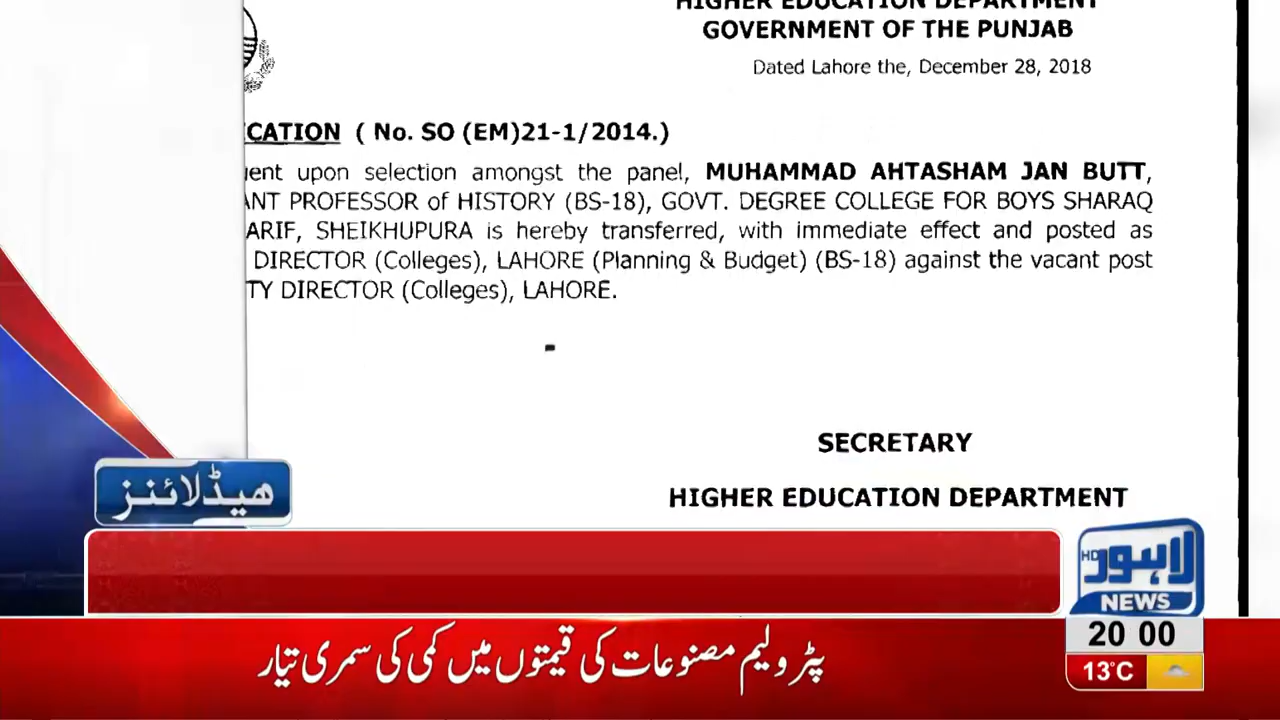 HIGHER EDUCATION DEPARTMENT
GOVERNMENT OF THE PUNJAB
Dated Lahore the, December 28, 2018
ICATION ( No. SO (EM)21-1/2014.)
ent upon selection amongst the panel, MUHAMMAD AHTASHAM JAN BUTT,
ANT PROFESSOR of HISTORY (BS-18), GOVT. DEGREE COLLEGE FOR BOYS SHARAQ
ARIF, SHEIKHUPURA is hereby transferred, with immediate effect and posted as
DIRECTOR (Colleges), LAHORE (Planning & Budget) (BS-18) against the vacant post
TY DIRECTOR (Colleges), LAHORE.
SECRETARY
HIGHER EDUCATION DEPARTMENT
ہیڈلائنز
HD
لاہور
NEWS
20 00
13°C
پٹرولیم مصنوعات کی قیمتوں میں کمی کی سمری تیار